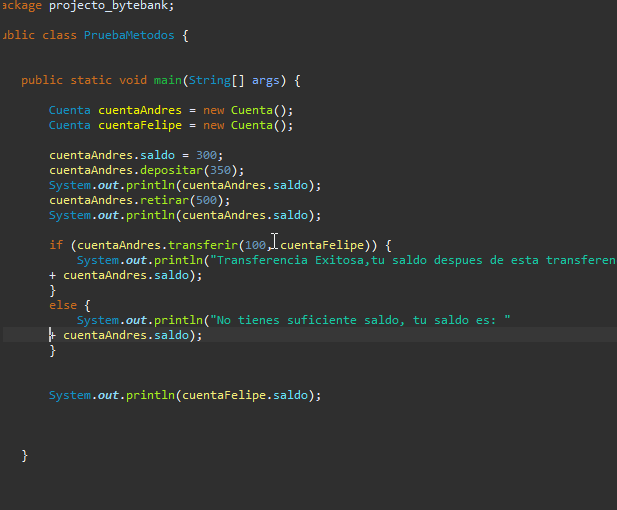 ackage projecto_bytebank;
ublic class PruebaMetodos {
public static void main(String[] args) {
Cuenta cuentaAndres = new Cuenta();
Cuenta cuentaFelipe = new Cuenta();
cuentaAndres.saldo = 300;
cuentaAndres.depositar(350);
System.out.println(cuentaAndres.saldo);
cuentaAndres.retirar(500);
System.out.println(cuentaAndres.saldo);
if (cuentaAndres.transferir(100, cuentaFelipe)) {
System.out.println("Transferencia Exitosa,tu saldo despues de esta transferen
+ cuentaAndres.saldo);
}
else {
System.out.println("No tienes suficiente saldo, tu saldo es: "
+ cuentaAndres.saldo);
}
System.out.println(cuentaFelipe.saldo);
}